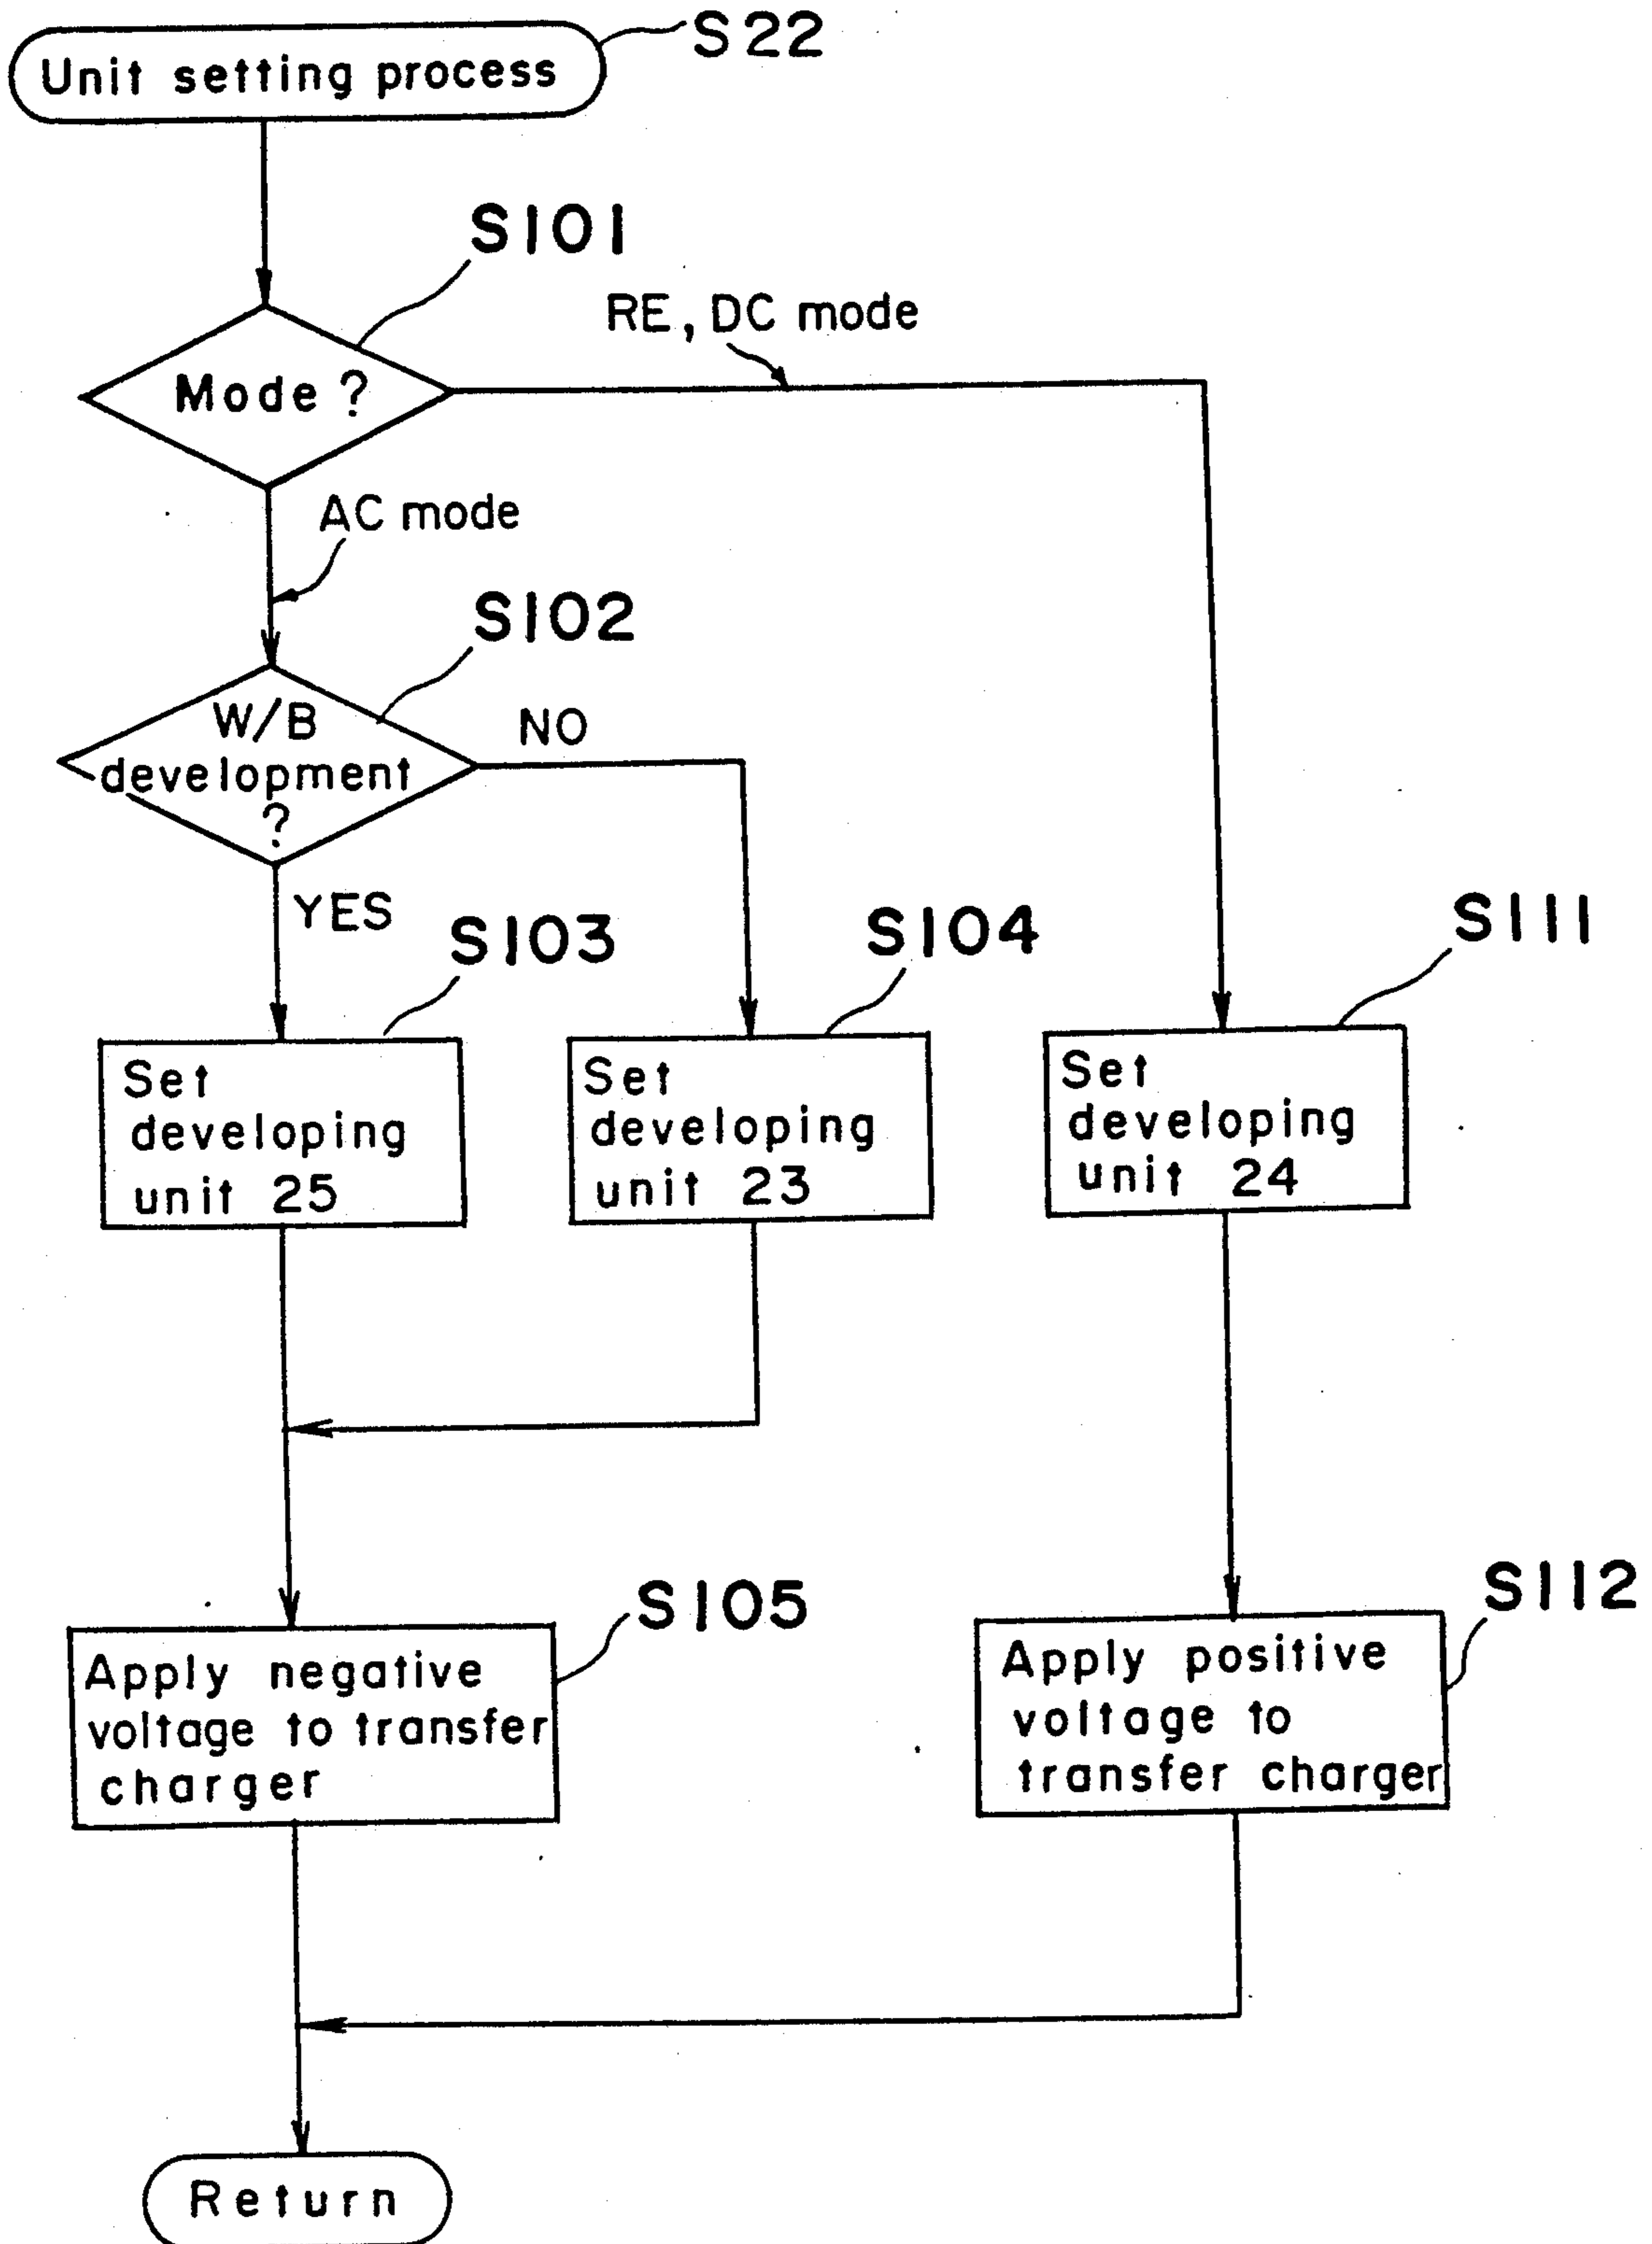 Unit setting process
S22
S101
Mode ?
RE, DC mode
AC mode
S102
W/B
development
?
NO
YES
S103
S104
S111
Set
developing
unit 25
Set
developing
unit 23
Set
developing
unit 24
S105
S112
Apply negative
voltage to transfer
charger
Apply positive
voltage to
transfer charger
Return